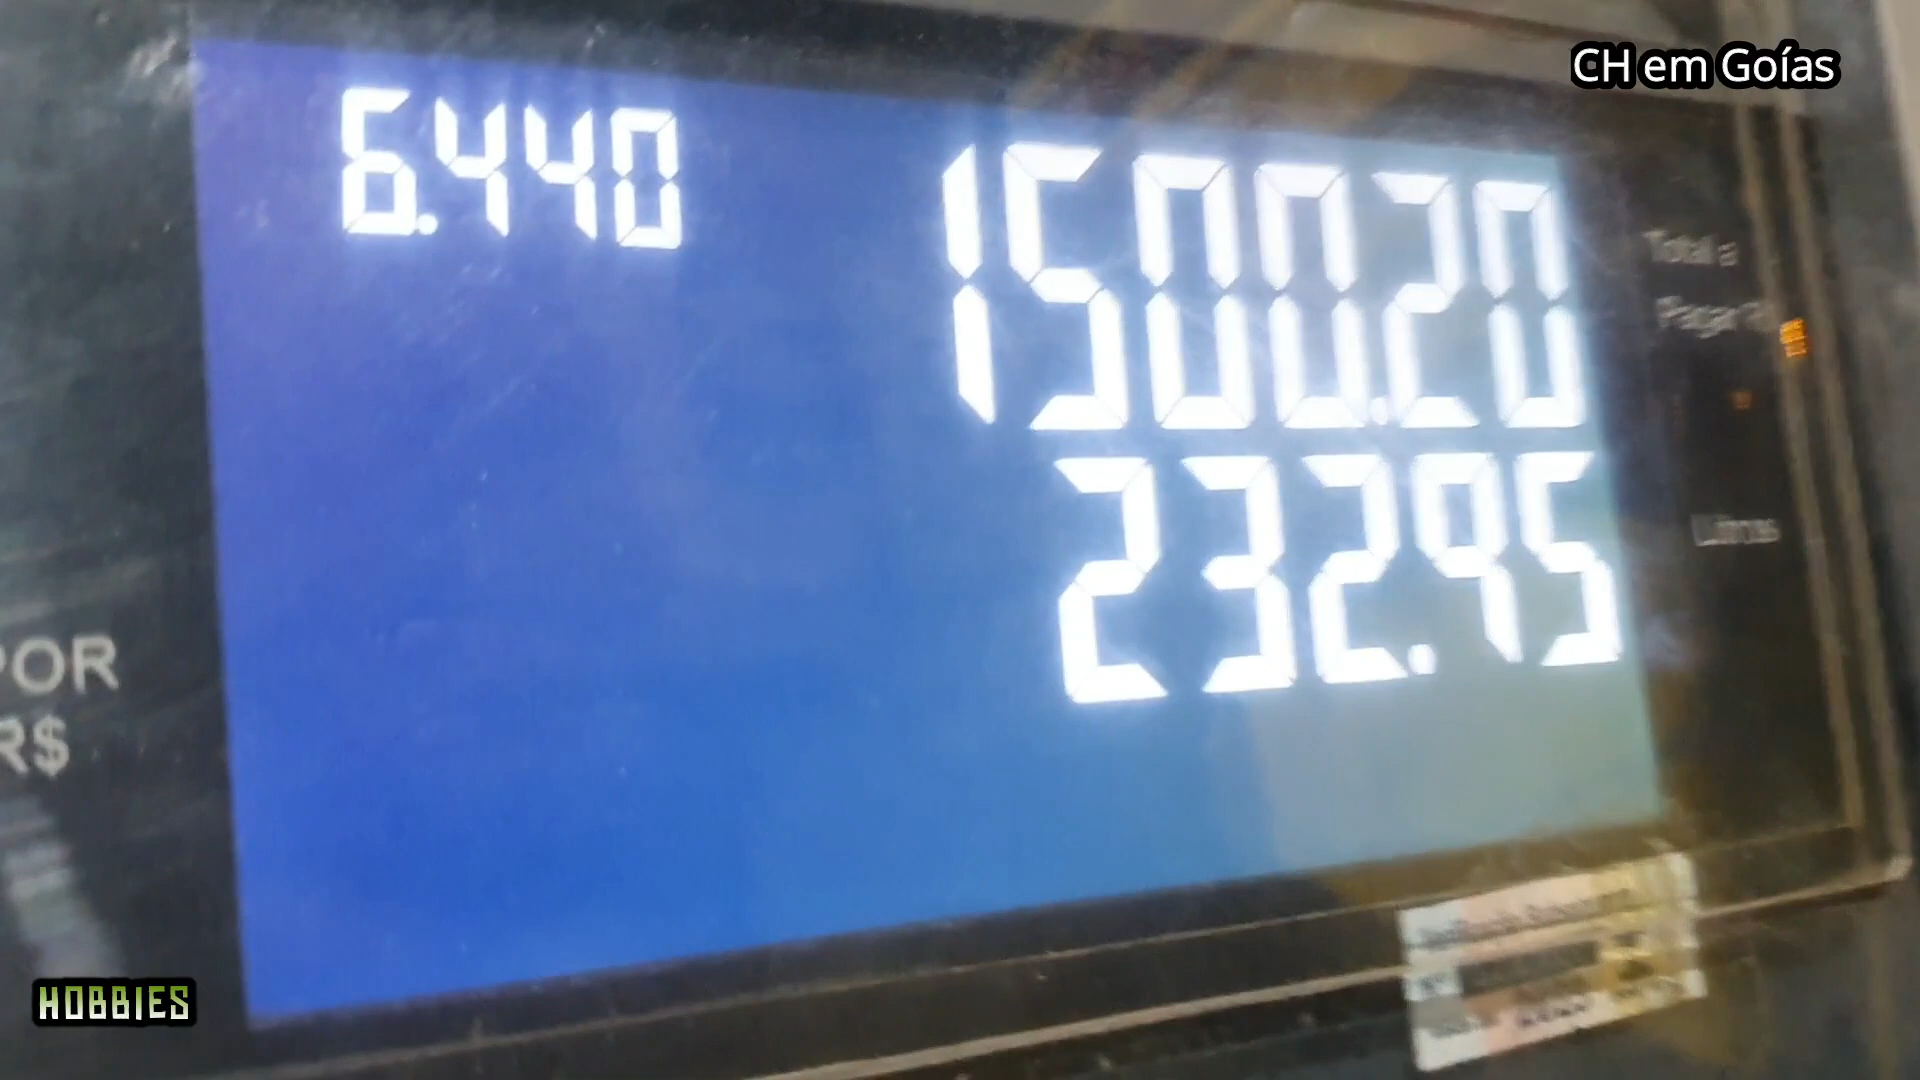 CH em Goías
6.440
1500.20
Total a
Pagar
232.95
Litros
POR
R$
HOBBIES